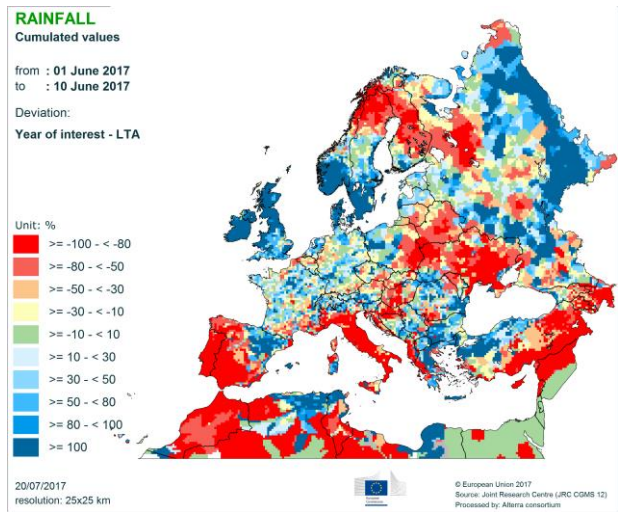 RAINFALL
Cumulated values
from : 01 June 2017
to : 10 June 2017
Deviation:
Year of interest - LTA
Unit: %
>= -100 - < -80
>= -80 - < -50
>= -50 - < -30
>= -30 - < -10
>= -10 - < 10
>= 10 - < 30
>= 30 - < 50
>= 50 - < 80
>= 80 - < 100
>= 100
20/07/2017
resolution: 25x25 km
European
Commission
© European Union 2017
Source: Joint Research Centre (JRC CGMS 12)
Processed by: Alterra consortium